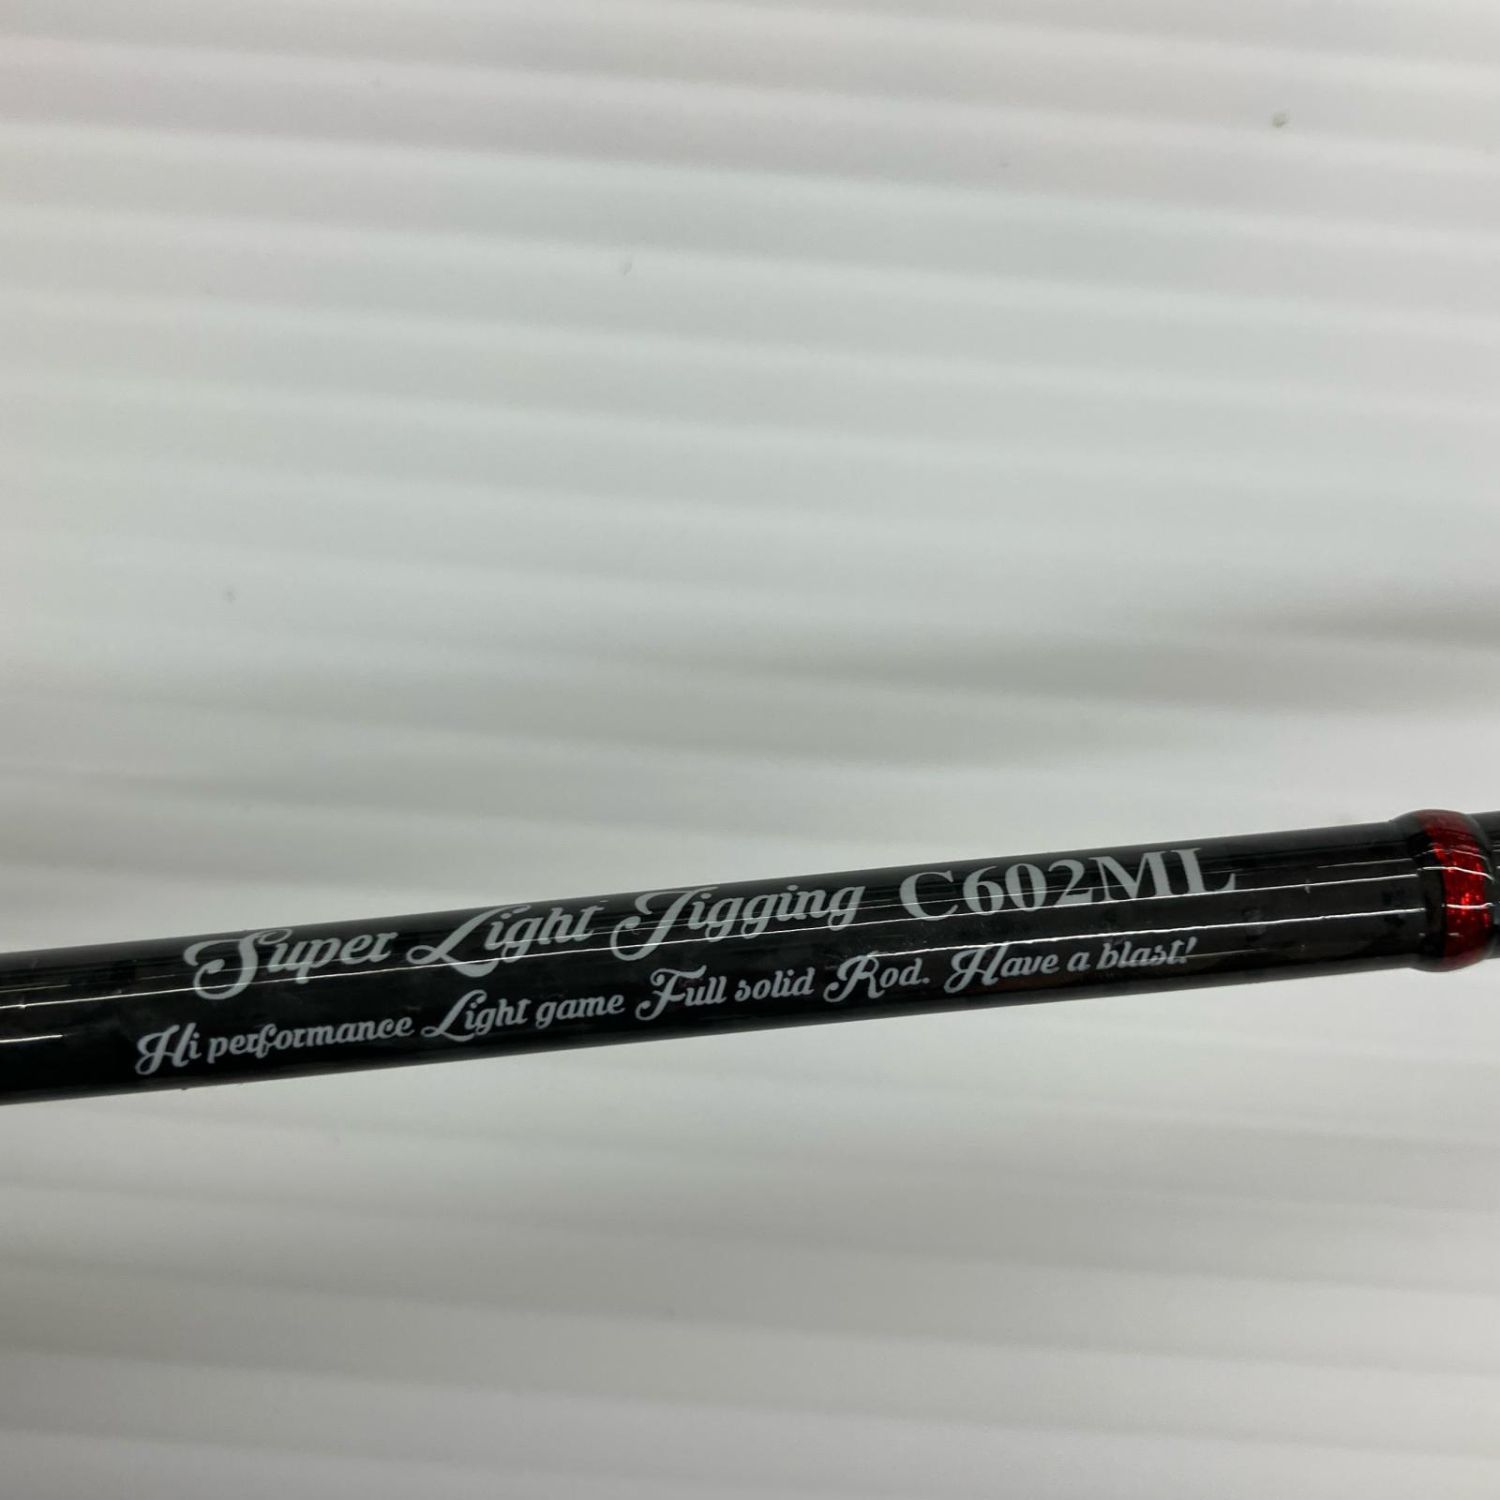 Super Light Jigging C602ML
Hi performance Light game Full solid Rod. Have a blast!